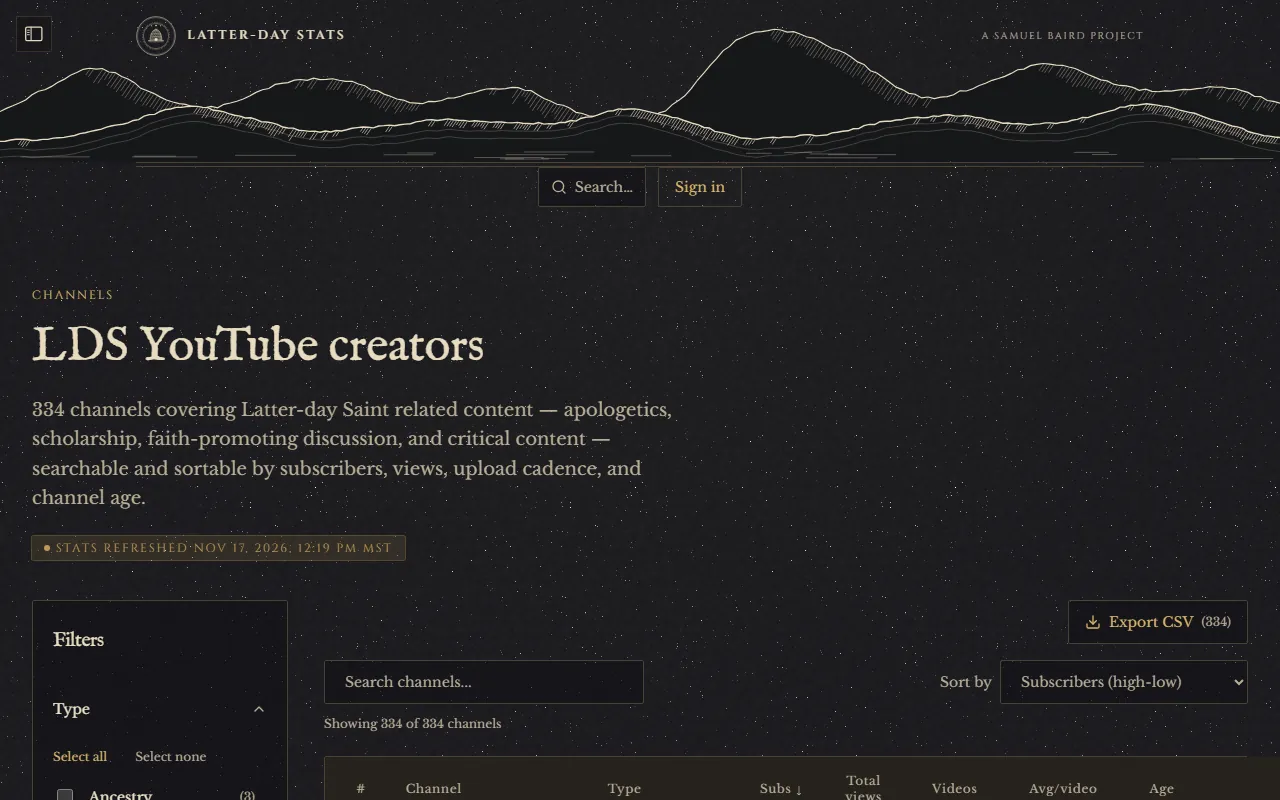 LATTER-DAY STATS
A SAMUEL BAIRD PROJECT
Search...
Sign in
CHANNELS
LDS YouTube creators
334 channels covering Latter-day Saint related content — apologetics,
scholarship, faith-promoting discussion, and critical content —
searchable and sortable by subscribers, views, upload cadence, and
channel age.
STATS REFRESHED NOV 17, 2026, 12:19 PM MST
Export CSV (334)
Filters
Search channels...
Sort by
Subscribers (high-low)
Type
Showing 334 of 334 channels
Select all
Select none
Ancestry (3)
# Channel Type Subs ↓ Total views Videos Avg/video Age